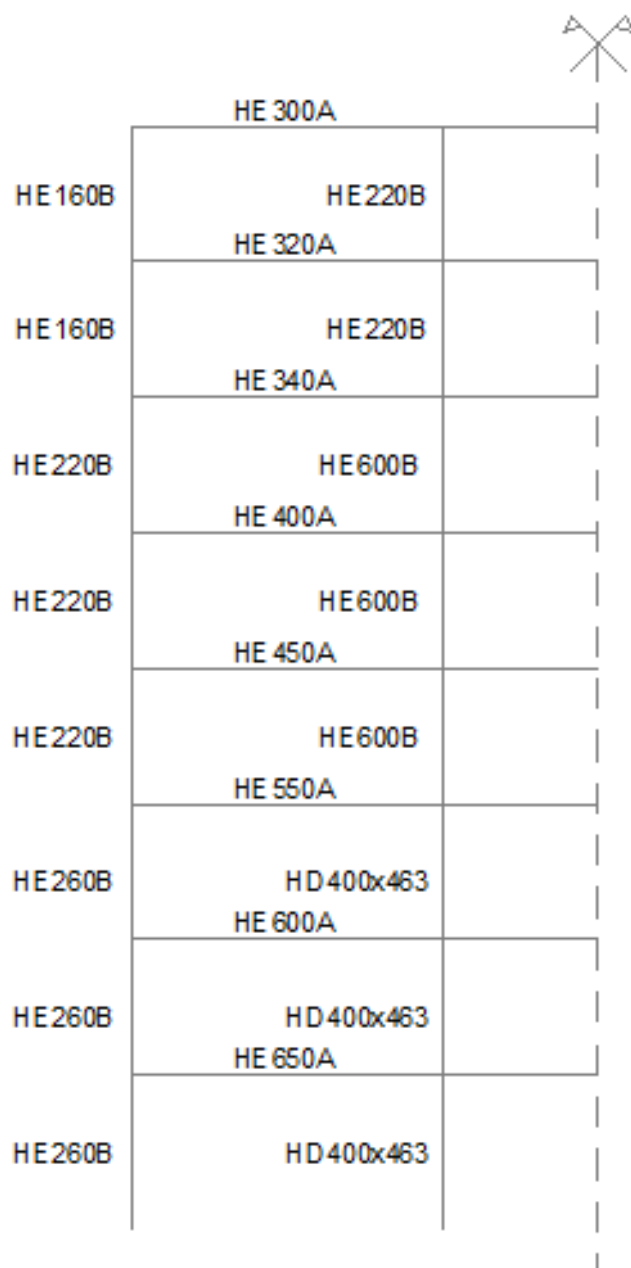 HE 300A
HE160B HE220B
HE 320A
HE160B HE220B
HE 340A
HE220B HE600B
HE 400A
HE220B HE600B
HE 450A
HE220B HE600B
HE 550A
HE260B HD400x463
HE 600A
HE260B HD400x463
HE 650A
HE260B HD400x463